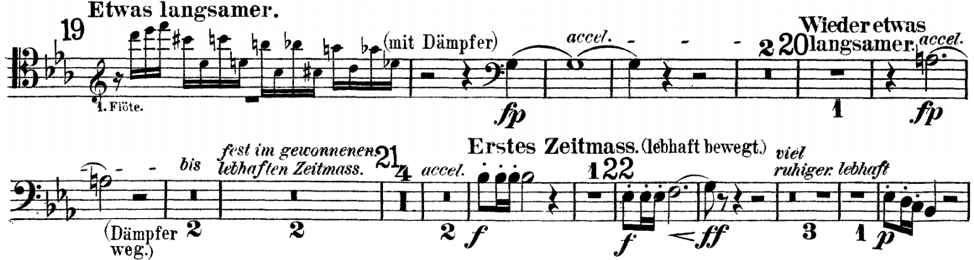 Etwas langsamer.
19
1. Flöte.
(mit Dämpfer)
fp
accel. - - -
2
20
Wieder etwas
langsamer.
1
accel.
fp
- -
(Dämpfer
weg.)
bis
2
fest im gewonnenen
lebhaften Zeitmass.
2
21
4
accel.
2
Erstes Zeitmass. (lebhaft bewegt.)
f
1
22
f
ff
viel
ruhiger.
3
lebhaft
1
p